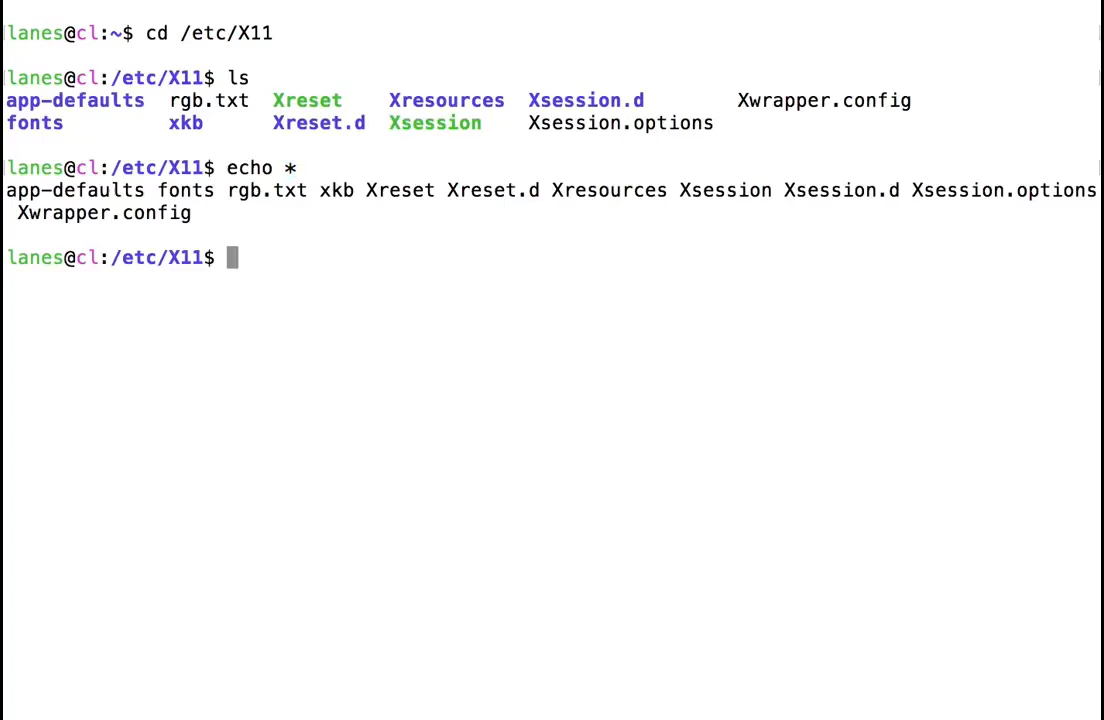 lanes@cl:~$ cd /etc/X11
lanes@cl:/etc/X11$ ls
app-defaults  rgb.txt  Xreset    Xresources  Xsession.d        Xwrapper.config
fonts         xkb      Xreset.d  Xsession    Xsession.options
lanes@cl:/etc/X11$ echo *
app-defaults fonts rgb.txt xkb Xreset Xreset.d Xresources Xsession Xsession.d Xsession.options
 Xwrapper.config
lanes@cl:/etc/X11$